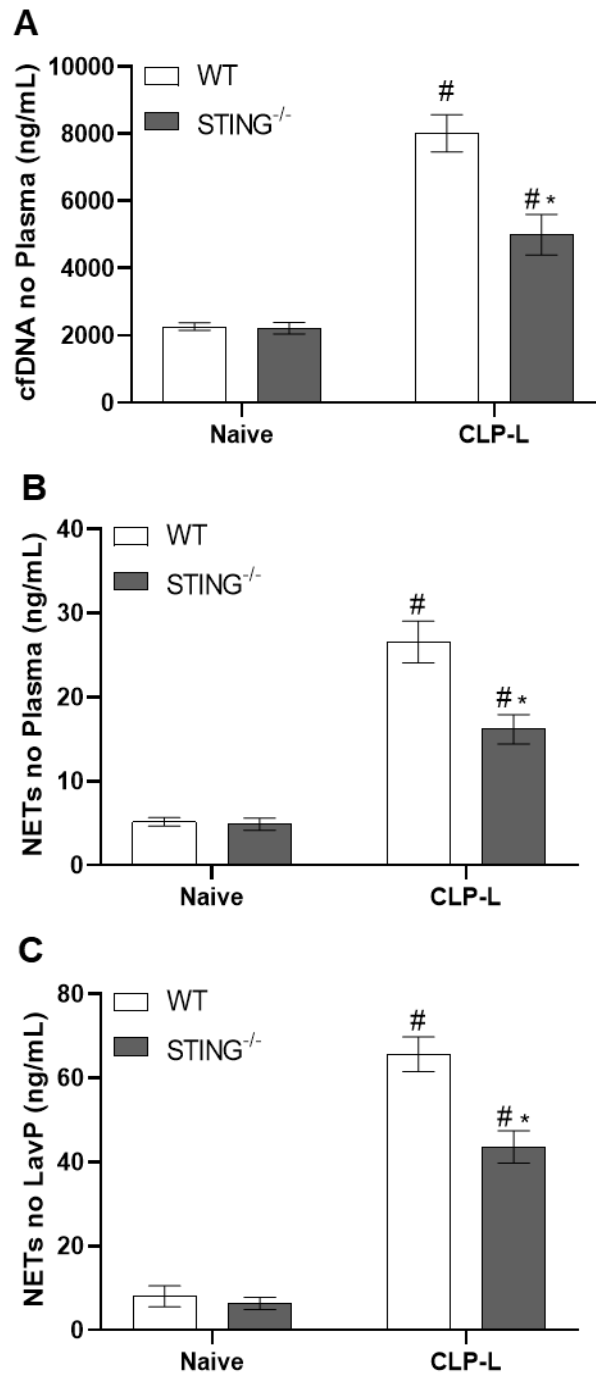 A
cfDNA no Plasma (ng/mL)
10000
8000
6000
4000
2000
0
WT
STING-/-
#
# *
Naive
CLP-L
B
NETs no Plasma (ng/mL)
40
30
20
10
0
WT
STING-/-
#
# *
Naive
CLP-L
C
NETs no LavP (ng/mL)
80
60
40
20
0
WT
STING-/-
#
# *
Naive
CLP-L